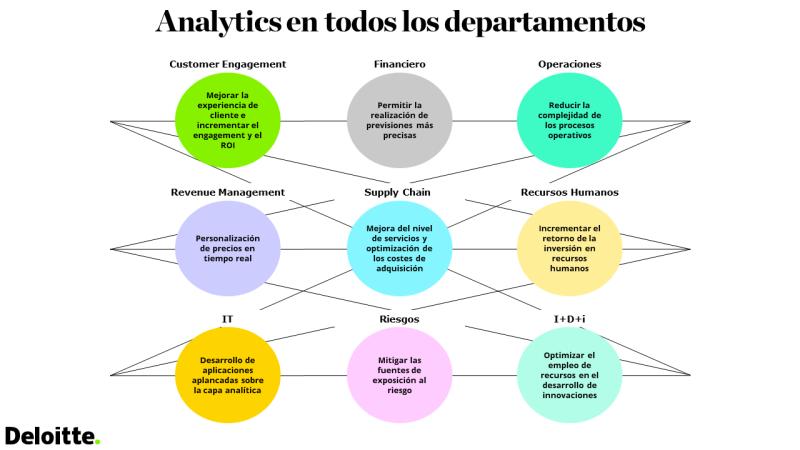 Analytics en todos los departamentos
Customer Engagement
Mejorar la
experiencia de
cliente e
incrementar el
engagement y el
ROI
Financiero
Permitir la
realización de
previsiones más
precisas
Operaciones
Reducir la
complejidad de
los procesos
operativos
Revenue Management
Personalización
de precios en
tiempo real
Supply Chain
Mejora del nivel
de servicios y
optimización de
los costes de
adquisición
Recursos Humanos
Incrementar el
retorno de la
inversión en
recursos
humanos
IT
Desarrollo de
aplicaciones
aplancadas sobre
la capa analítica
Riesgos
Mitigar las
fuentes de
exposición al
riesgo
I+D+i
Optimizar el
empleo de
recursos en el
desarrollo de
innovaciones
Deloitte.